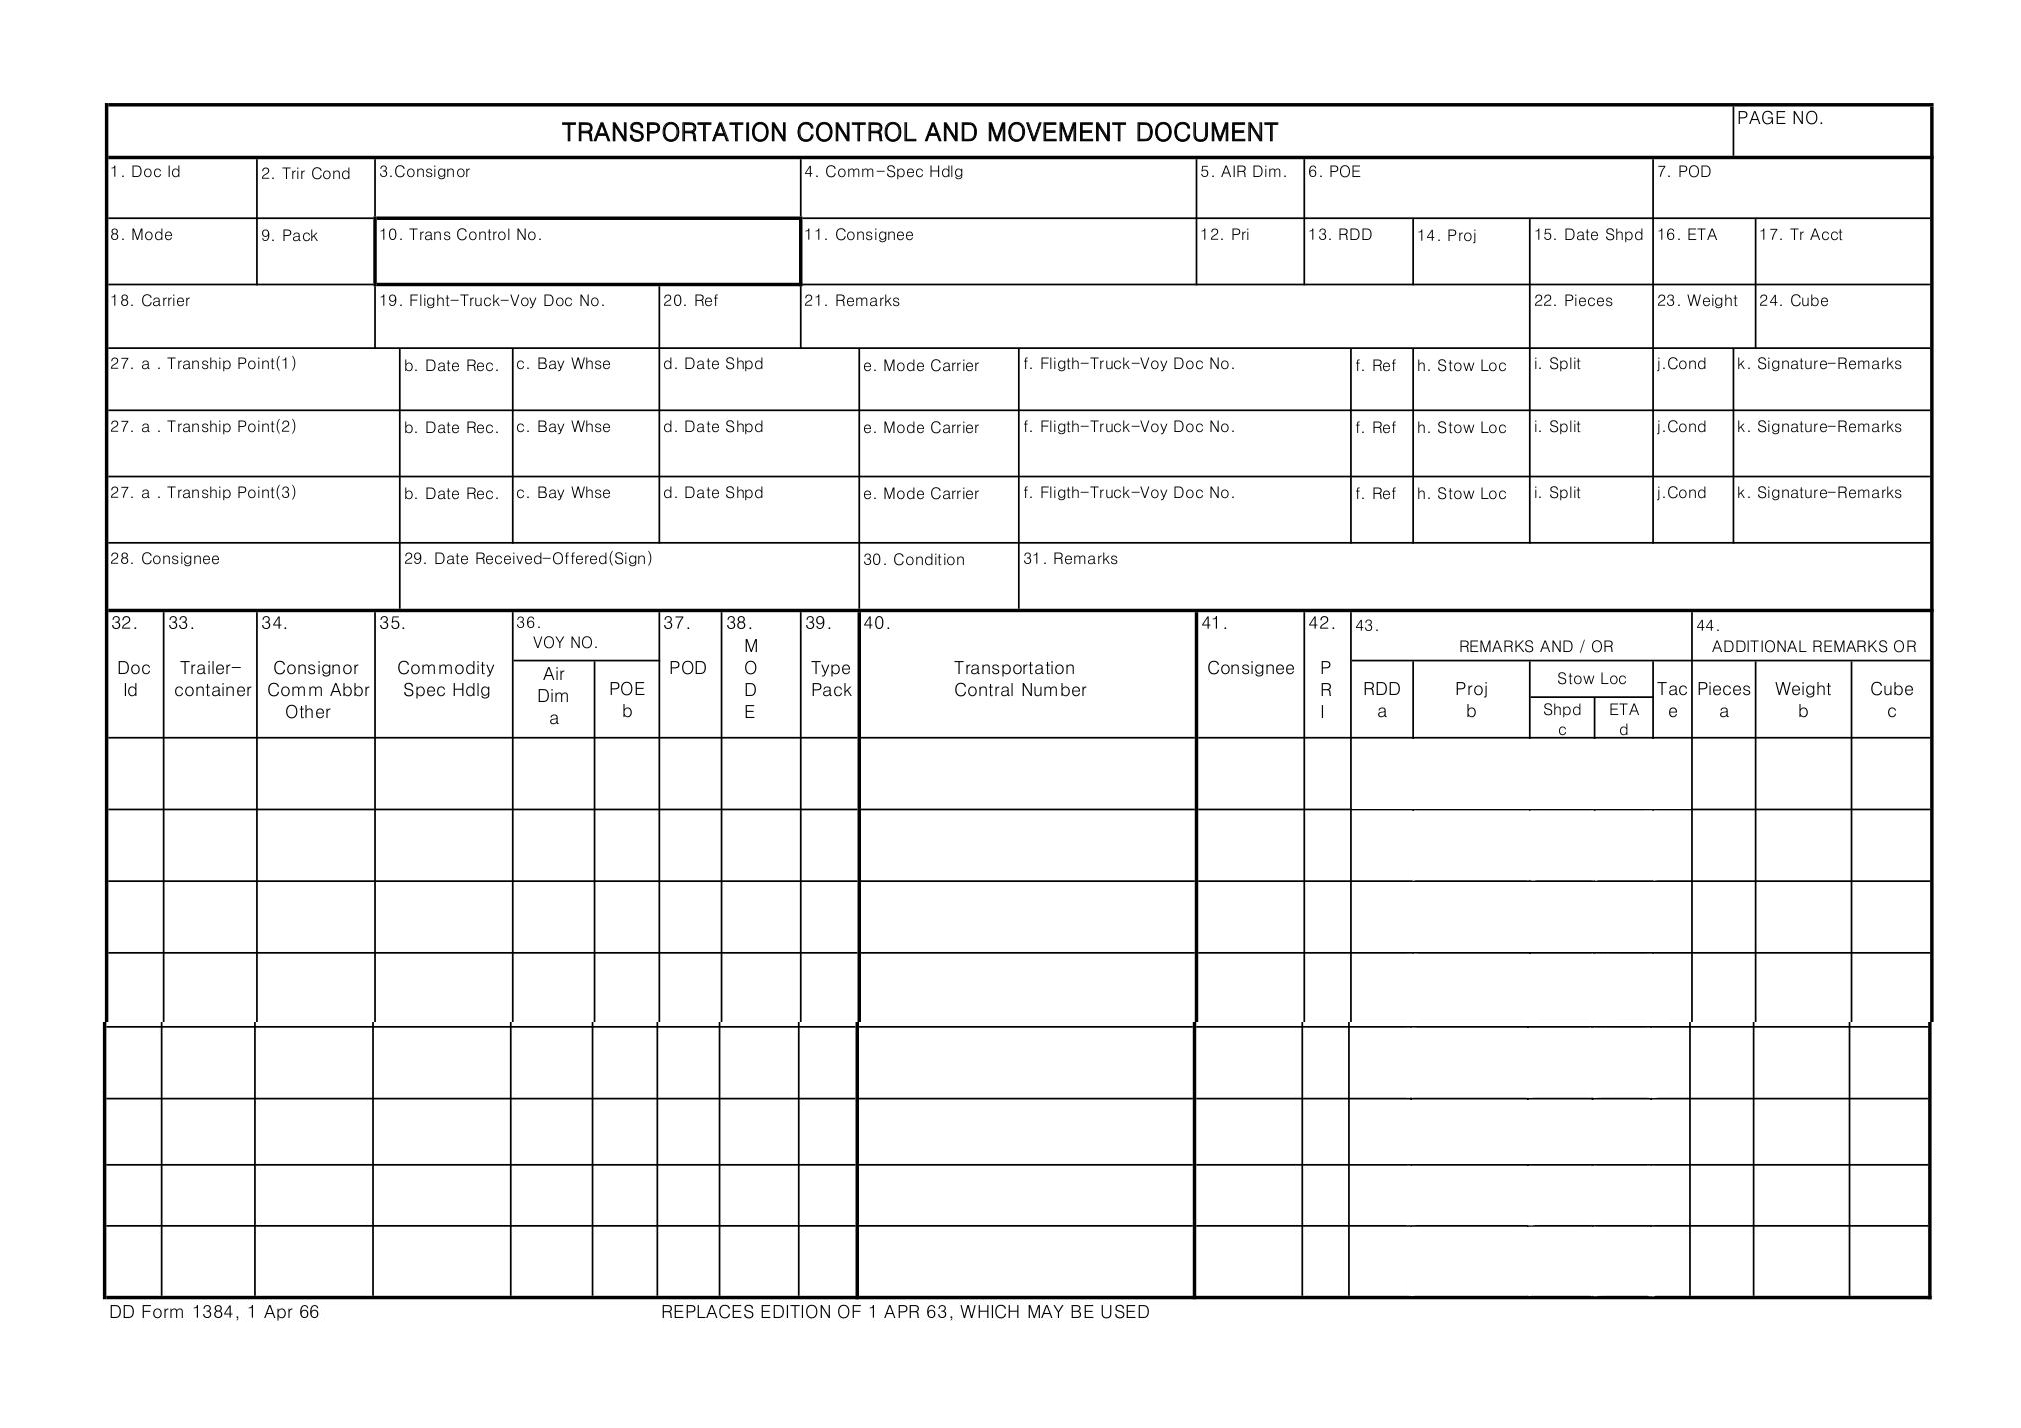 TRANSPORTATION CONTROL AND MOVEMENT DOCUMENT
PAGE NO.
1. Doc Id
2. Trir Cond
3.Consignor
4. Comm-Spec Hdlg
5. AIR Dim.
6. POE
7. POD
8. Mode
9. Pack
10. Trans Control No.
11. Consignee
12. Pri
13. RDD
14. Proj
15. Date Shpd
16. ETA
17. Tr Acct
18. Carrier
19. Flight-Truck-Voy Doc No.
20. Ref
21. Remarks
22. Pieces
23. Weight
24. Cube
27. a . Tranship Point(1)
b. Date Rec.
c. Bay Whse
d. Date Shpd
e. Mode Carrier
f. Fligth-Truck-Voy Doc No.
f. Ref
h. Stow Loc
i. Split
j.Cond
k. Signature-Remarks
27. a . Tranship Point(2)
b. Date Rec.
c. Bay Whse
d. Date Shpd
e. Mode Carrier
f. Fligth-Truck-Voy Doc No.
f. Ref
h. Stow Loc
i. Split
j.Cond
k. Signature-Remarks
27. a . Tranship Point(3)
b. Date Rec.
c. Bay Whse
d. Date Shpd
e. Mode Carrier
f. Fligth-Truck-Voy Doc No.
f. Ref
h. Stow Loc
i. Split
j.Cond
k. Signature-Remarks
28. Consignee
29. Date Received-Offered(Sign)
30. Condition
31. Remarks
32.
Doc
Id
33.
Trailer-
container
34.
Consignor
Comm Abbr
Other
35.
Commodity
Spec Hdlg
36.
VOY NO.
Air
Dim
a
POE
b
37.
POD
38.
M
O
D
E
39.
Type
Pack
40.
Transportation
Contral Number
41.
Consignee
42.
P
R
I
43.
REMARKS AND / OR
RDD
a
Proj
b
Stow Loc
Shpd
c
ETA
d
Tac
e
44.
ADDITIONAL REMARKS OR
Pieces
a
Weight
b
Cube
c
DD Form 1384, 1 Apr 66
REPLACES EDITION OF 1 APR 63, WHICH MAY BE USED